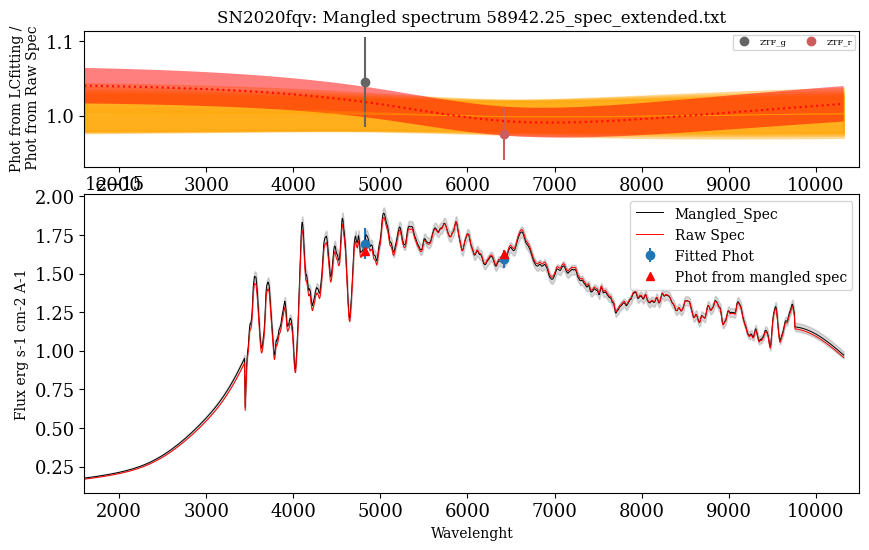 SN2020fqv: Mangled spectrum 58942.25_spec_extended.txt
Phot from LCfitting /
Phot from Raw Spec
1.1
1.0
ZTF_g
ZTF_r
2000 3000 4000 5000 6000 7000 8000 9000 10000
1e−15
Flux erg s-1 cm-2 A-1
2.00
1.75
1.50
1.25
1.00
0.75
0.50
0.25
Mangled_Spec
Raw Spec
Fitted Phot
Phot from mangled spec
2000 3000 4000 5000 6000 7000 8000 9000 10000
Wavelenght